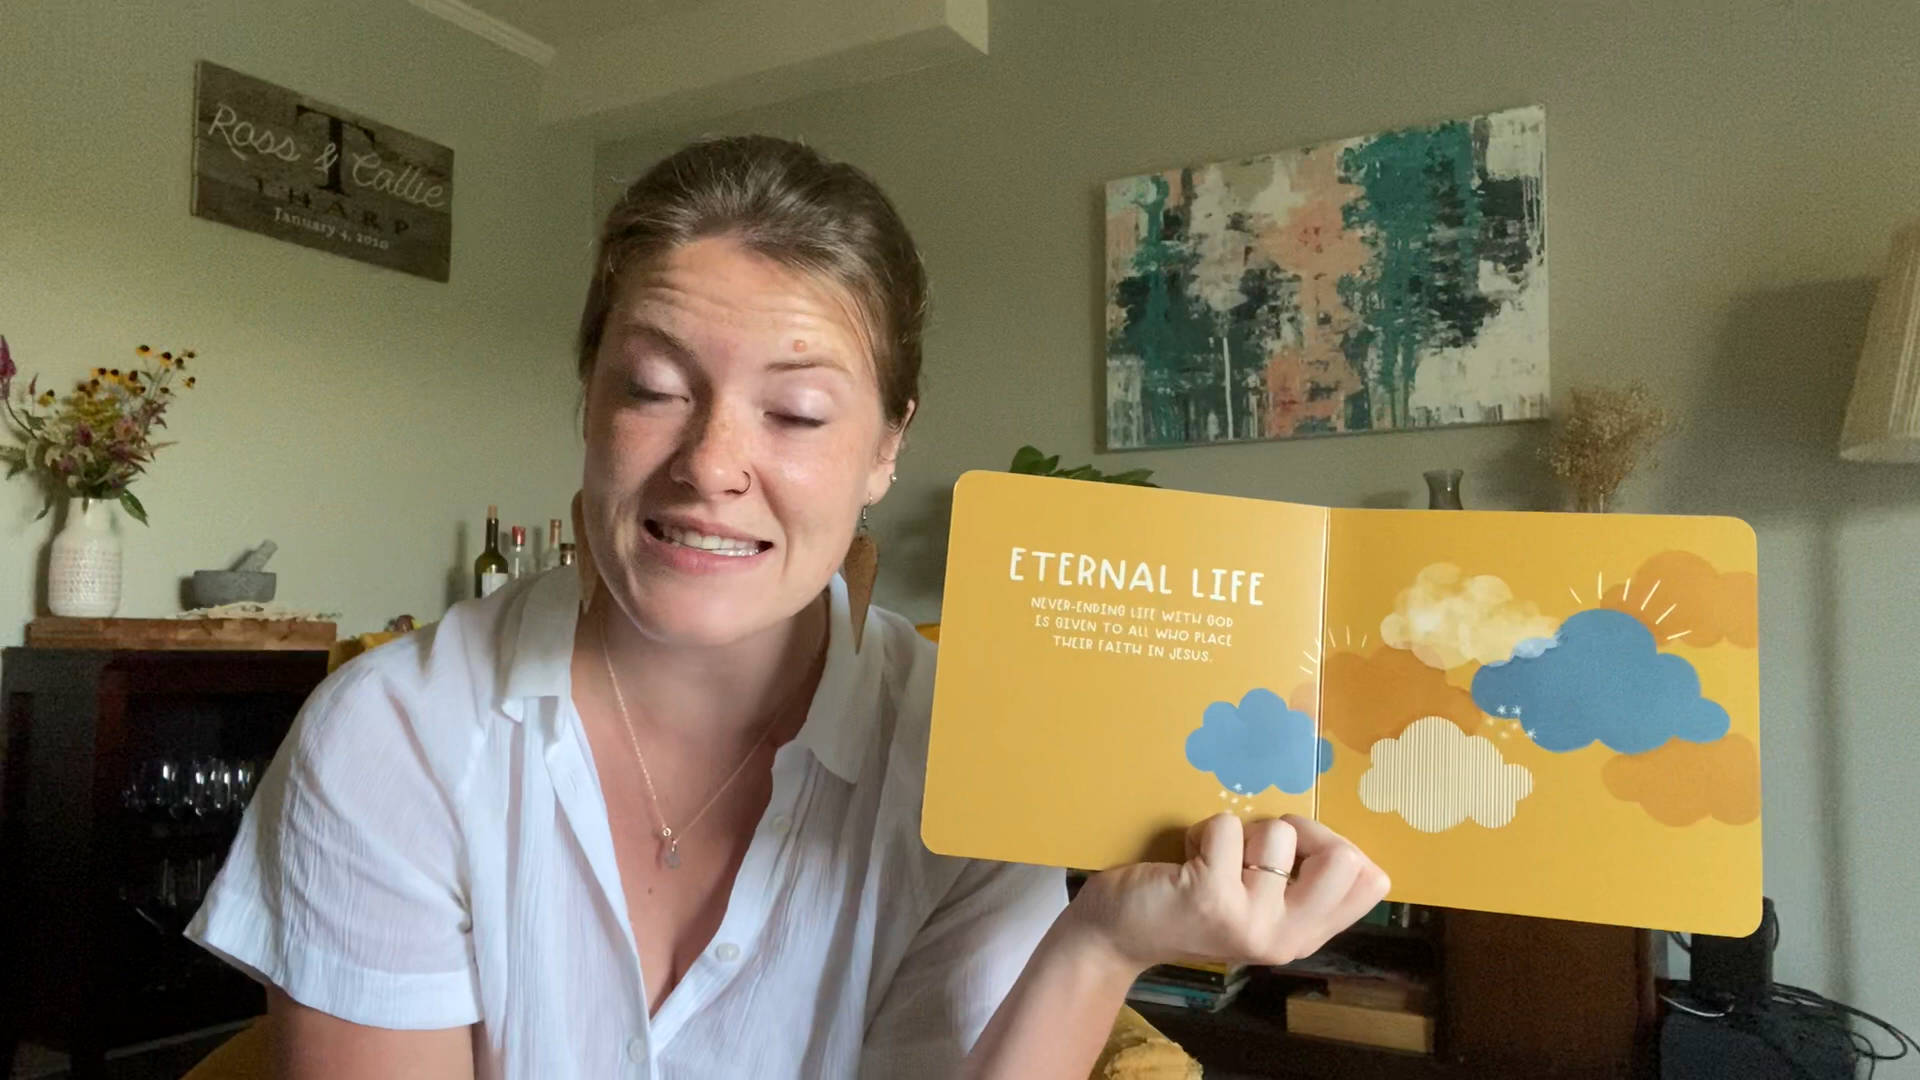 T
Ross & Callie
THARP
January 4, 2020
ETERNAL LIFE
NEVER-ENDING LIFE WITH GOD
IS GIVEN TO ALL WHO PLACE
THEIR FAITH IN JESUS.